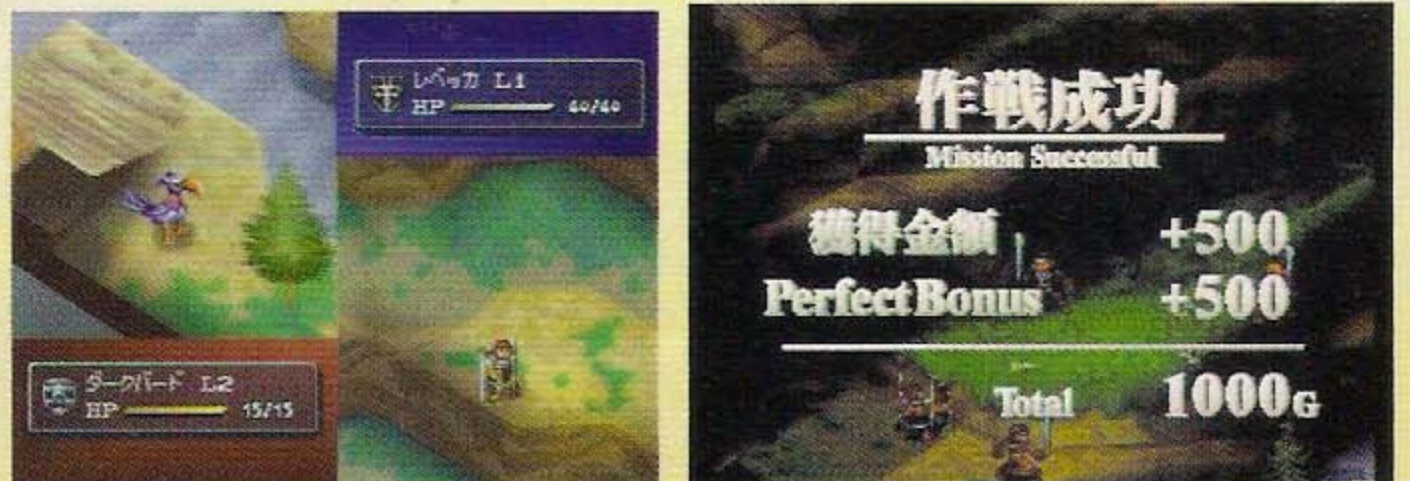 レベッカ L1
HP 40/40
ダークバード L2
HP 15/15
作戦成功
Mission Successful
獲得金額 +500
Perfect Bonus +500
Total 1000G